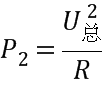 P₂ = U总² / R